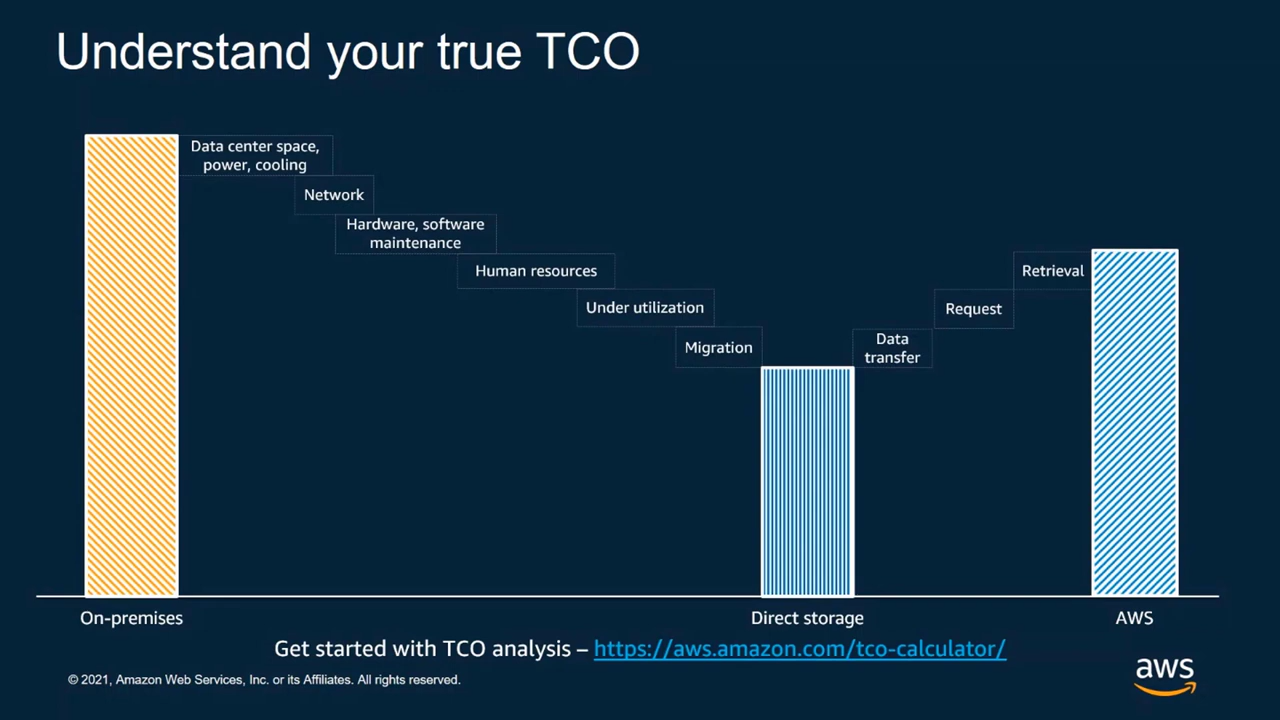 Understand your true TCO
Data center space,
power, cooling
Network
Hardware, software
maintenance
Human resources
Under utilization
Migration
Data
transfer
Request
Retrieval
On-premises
Direct storage
AWS
Get started with TCO analysis – https://aws.amazon.com/tco-calculator/
© 2021, Amazon Web Services, Inc. or its Affiliates. All rights reserved.
aws